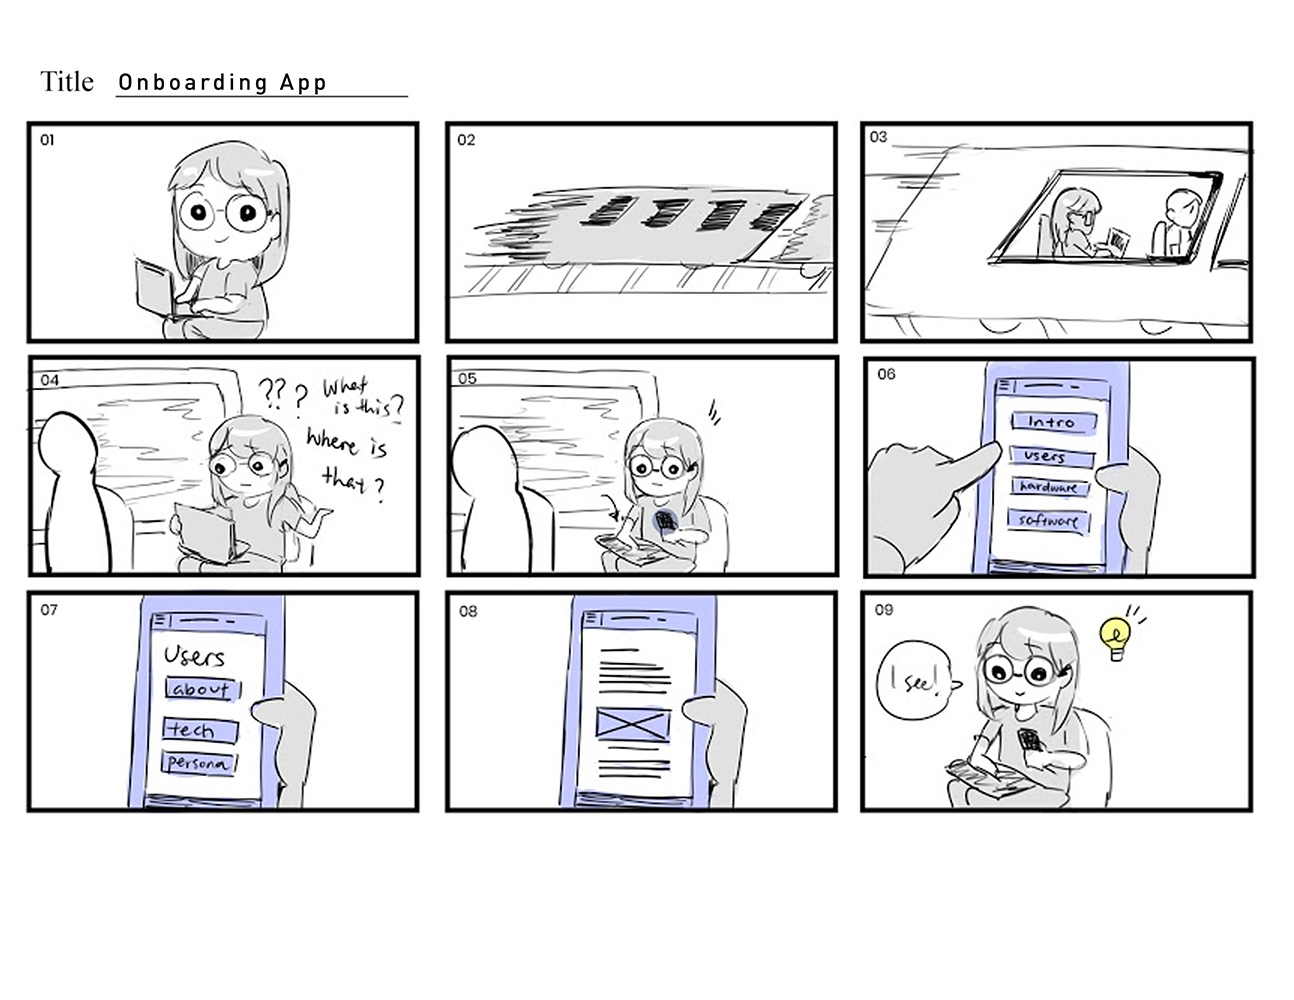 Title Onboarding App
01
02
03
04
?? ? What
is this?
Where is
that?
05
06
Intro
users
hardware
software
07
Users
about
tech
persona
08
09
I see!